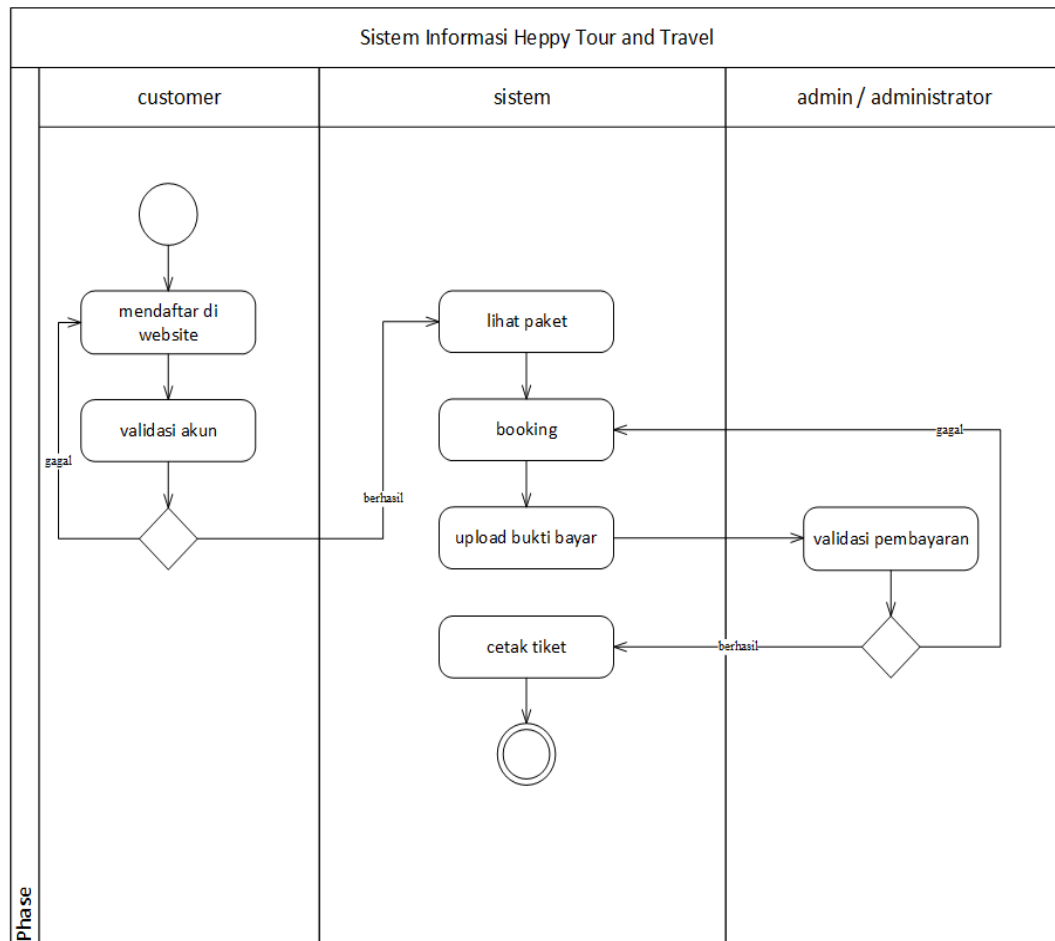 Sistem Informasi Heppy Tour and Travel
customer
sistem
admin / administrator
mendaftar di
website
lihat paket
validasi akun
booking
gagal
gagal
berhasil
upload bukti bayar
validasi pembayaran
cetak tiket
berhasil
Phase